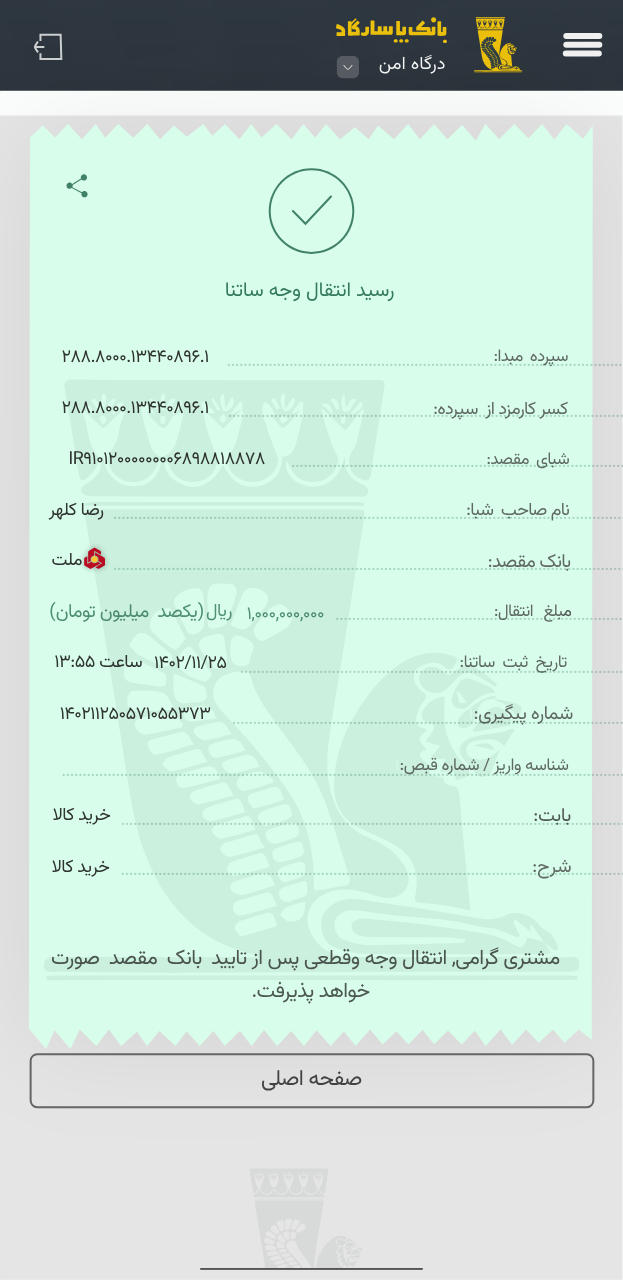 بانک پاسارگاد
درگاه امن
رسید انتقال وجه ساتنا
سپرده مبدا: ۲۸۸.۸۰۰۰.۱۳۴۴۰۸۹۶.۱
کسر کارمزد از سپرده: ۲۸۸.۸۰۰۰.۱۳۴۴۰۸۹۶.۱
شبای مقصد: IR۹۱۰۱۲۰۰۰۰۰۰۰۰۶۸۹۸۸۱۸۸۷۸
نام صاحب شبا: رضا کلهر
بانک مقصد: ملت
مبلغ انتقال: ۱,۰۰۰,۰۰۰,۰۰۰ ریال(یکصد میلیون تومان)
تاریخ ثبت ساتنا: ۱۴۰۲/۱۱/۲۵ ساعت ۱۳:۵۵
شماره پیگیری: ۱۴۰۲۱۱۲۵۰۵۷۱۰۵۵۳۷۳
شناسه واریز / شماره قبض:
بابت: خرید کالا
شرح: خرید کالا
مشتری گرامی, انتقال وجه وقطعی پس از تایید بانک مقصد صورت
خواهد پذیرفت.
صفحه اصلی